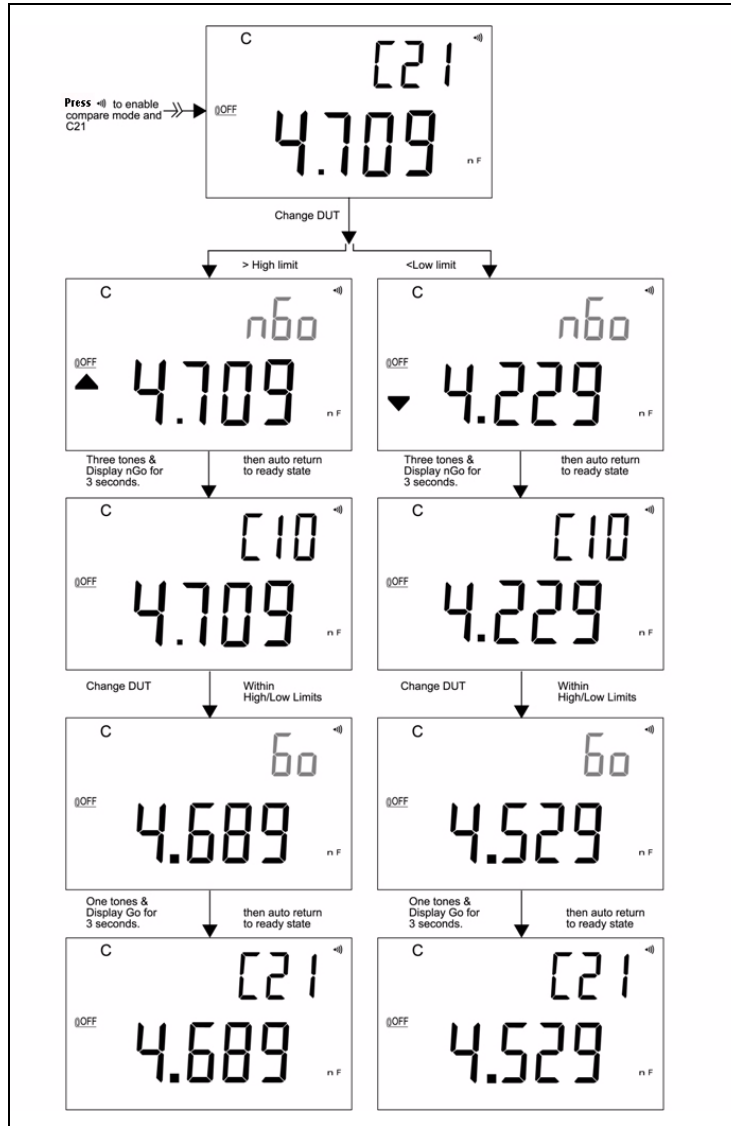 C
C21
Press to enable
compare mode and
C21
OFF
4.709
nF
Change DUT
> High limit
<Low limit
C
nGo
OFF
4.709
nF
C
nGo
OFF
4.229
nF
Three tones &
Display nGo for
3 seconds.
then auto return
to ready state
Three tones &
Display nGo for
3 seconds.
then auto return
to ready state
C
C10
OFF
4.709
nF
C
C10
OFF
4.229
nF
Change DUT
Within
High/Low Limits
Change DUT
Within
High/Low Limits
C
Go
OFF
4.689
nF
C
Go
OFF
4.529
nF
One tones &
Display Go for
3 seconds.
then auto return
to ready state
One tones &
Display Go for
3 seconds.
then auto return
to ready state
C
C21
OFF
4.689
nF
C
C21
OFF
4.529
nF